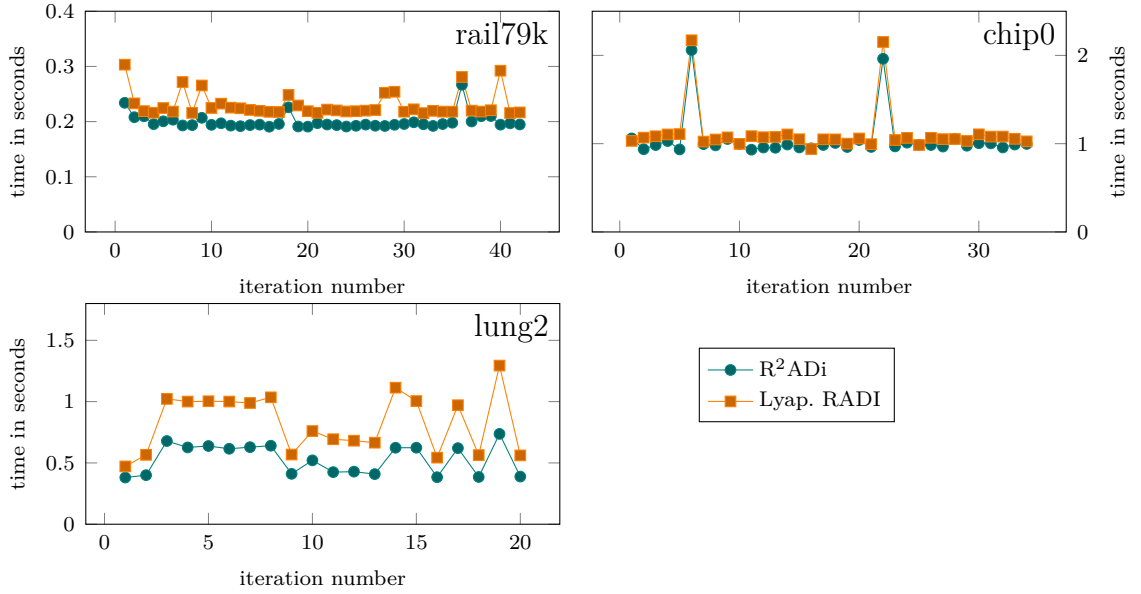 rail79k
0.4
0.3
0.2
0.1
0
time in seconds
0 10 20 30 40
iteration number
chip0
2
1
0
time in seconds
0 10 20 30
iteration number
lung2
1.5
1
0.5
0
time in seconds
0 5 10 15 20
iteration number
R²ADi
Lyap. RADI